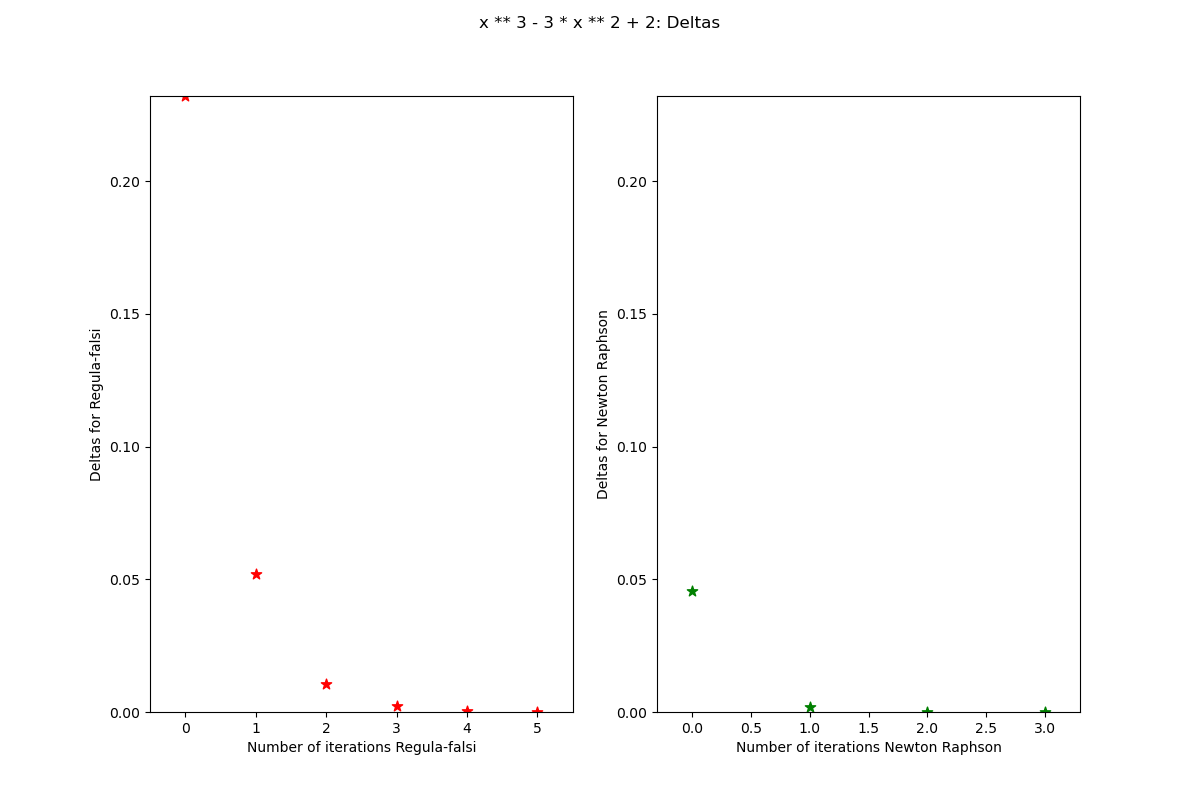 x ** 3 - 3 * x ** 2 + 2: Deltas
Deltas for Regula-falsi
0.20
0.15
0.10
0.05
0.00
0 1 2 3 4 5
Number of iterations Regula-falsi
Deltas for Newton Raphson
0.20
0.15
0.10
0.05
0.00
0.0 0.5 1.0 1.5 2.0 2.5 3.0
Number of iterations Newton Raphson